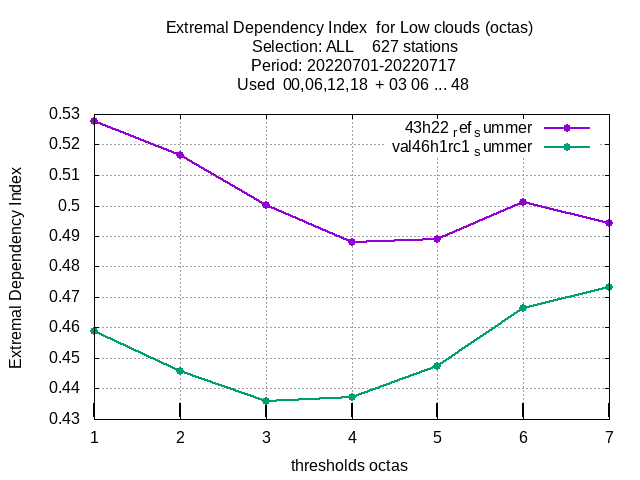 Extremal Dependency Index  for Low clouds (octas)
Selection: ALL    627 stations
Period: 20220701-20220717
Used  00,06,12,18  + 03 06 ... 48
43h22 ref summer
val46h1rc1 summer
Extremal Dependency Index
0.53
0.52
0.51
0.5
0.49
0.48
0.47
0.46
0.45
0.44
0.43
1 2 3 4 5 6 7
thresholds octas